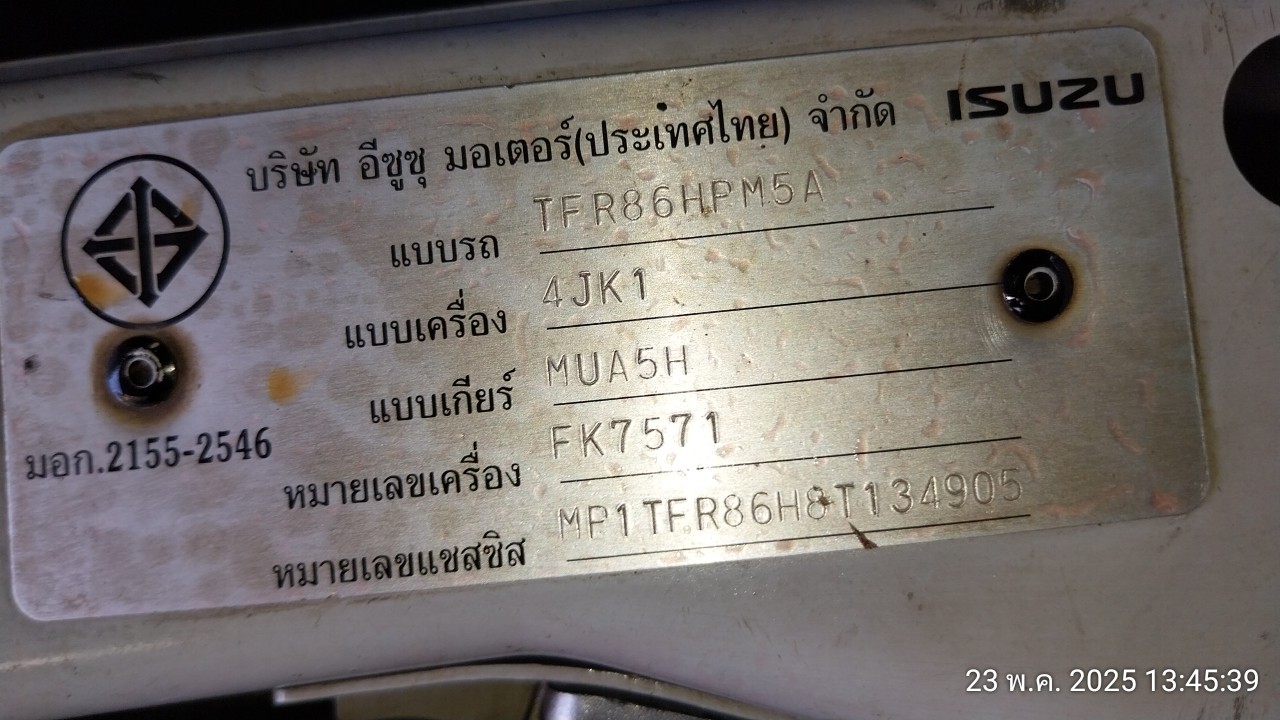 ISUZU
บริษัท อีซูซุ มอเตอร์(ประเทศไทย) จำกัด
แบบรถ TFR86HPM5A
แบบเครื่อง 4JK1
แบบเกียร์ MUA5H
มอก.2155-2546
หมายเลขเครื่อง FK7571
หมายเลขแชสซิส MP1TFR86H8T134905
23 พ.ค. 2025 13:45:39